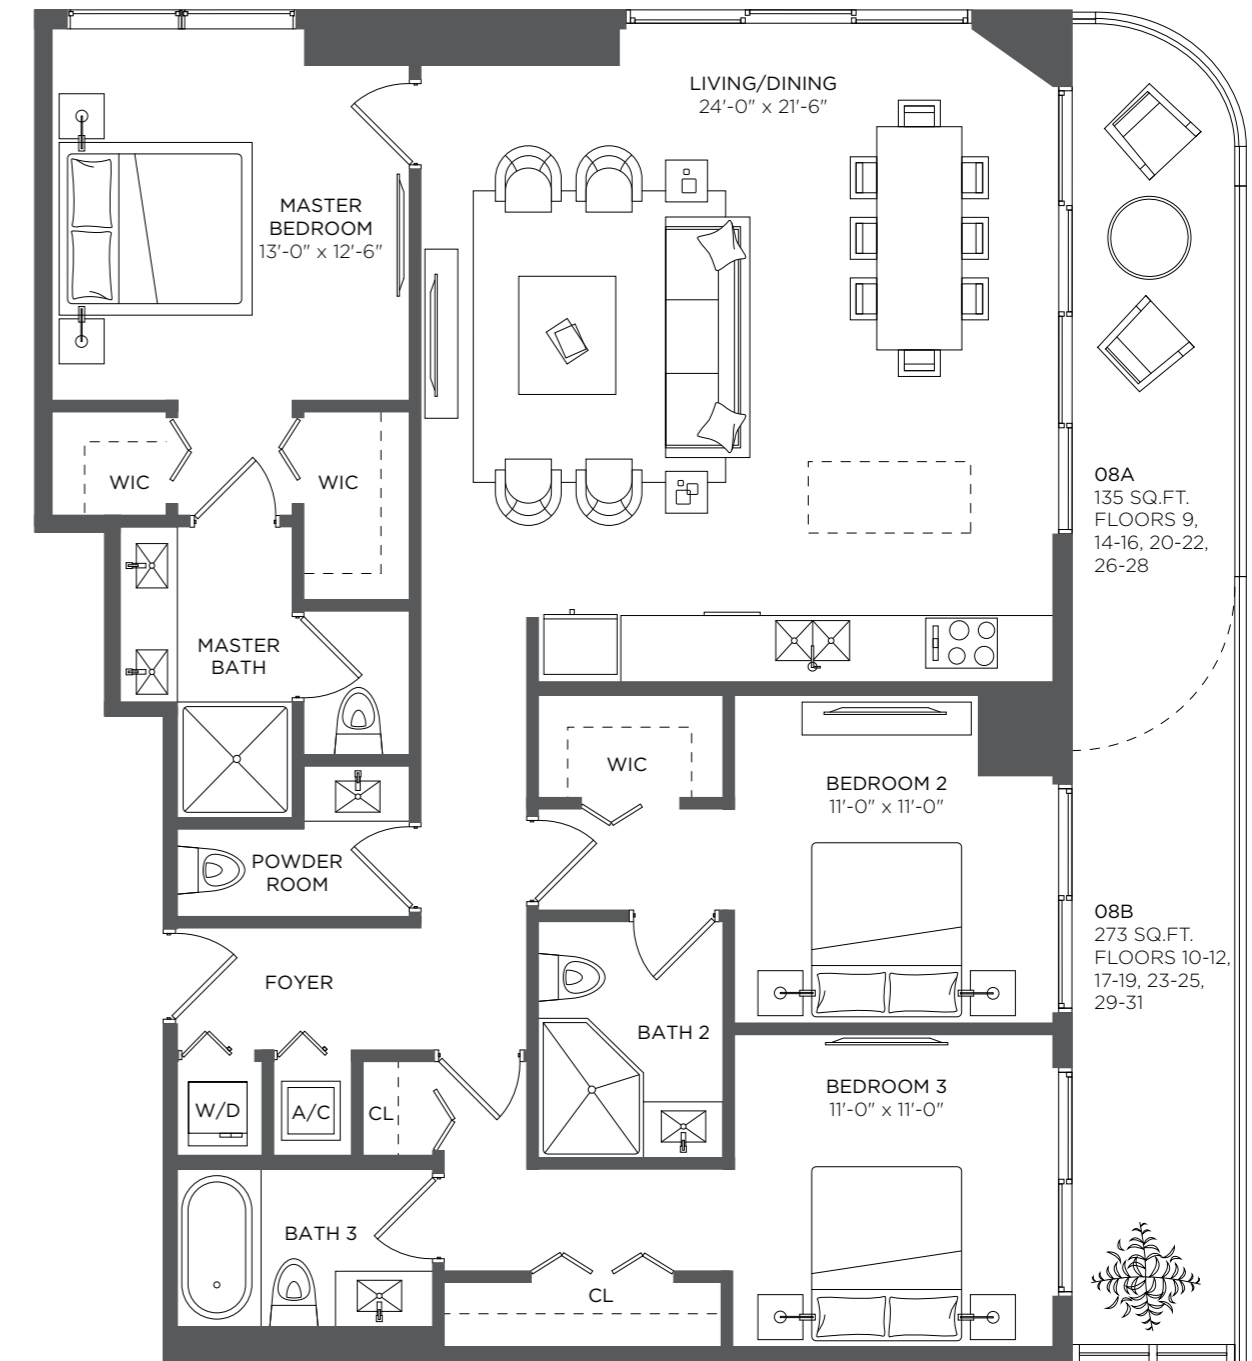 LIVING/DINING
24'-0" x 21'-6"
MASTER
BEDROOM
13'-0" x 12'-6"
WIC
WIC
08A
135 SQ.FT.
FLOORS 9,
14-16, 20-22,
26-28
MASTER
BATH
WIC
BEDROOM 2
11'-0" x 11'-0"
POWDER
ROOM
08B
273 SQ.FT.
FLOORS 10-12,
17-19, 23-25,
29-31
FOYER
BATH 2
BEDROOM 3
11'-0" x 11'-0"
W/D
A/C
CL
BATH 3
CL